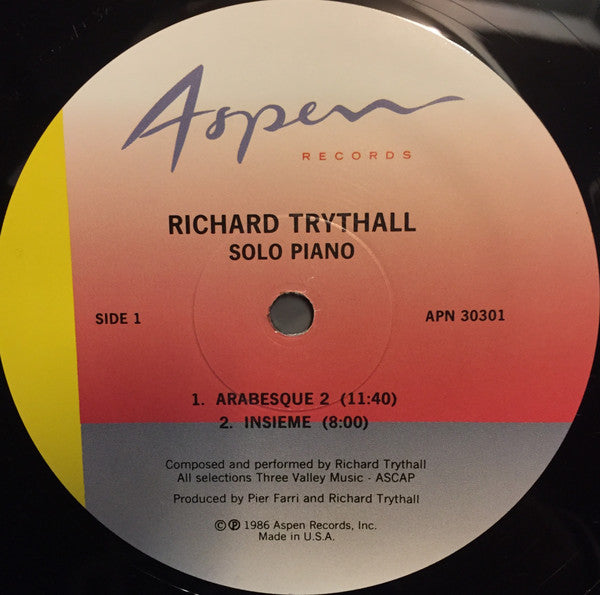 Aspen
RECORDS
RICHARD TRYTHALL
SOLO PIANO
SIDE 1
APN 30301
1. ARABESQUE 2 (11:40)
2. INSIEME (8:00)
Composed and performed by Richard Trythall
All selections Three Valley Music - ASCAP
Produced by Pier Farri and Richard Trythall
©℗ 1986 Aspen Records, Inc.
Made in U.S.A.